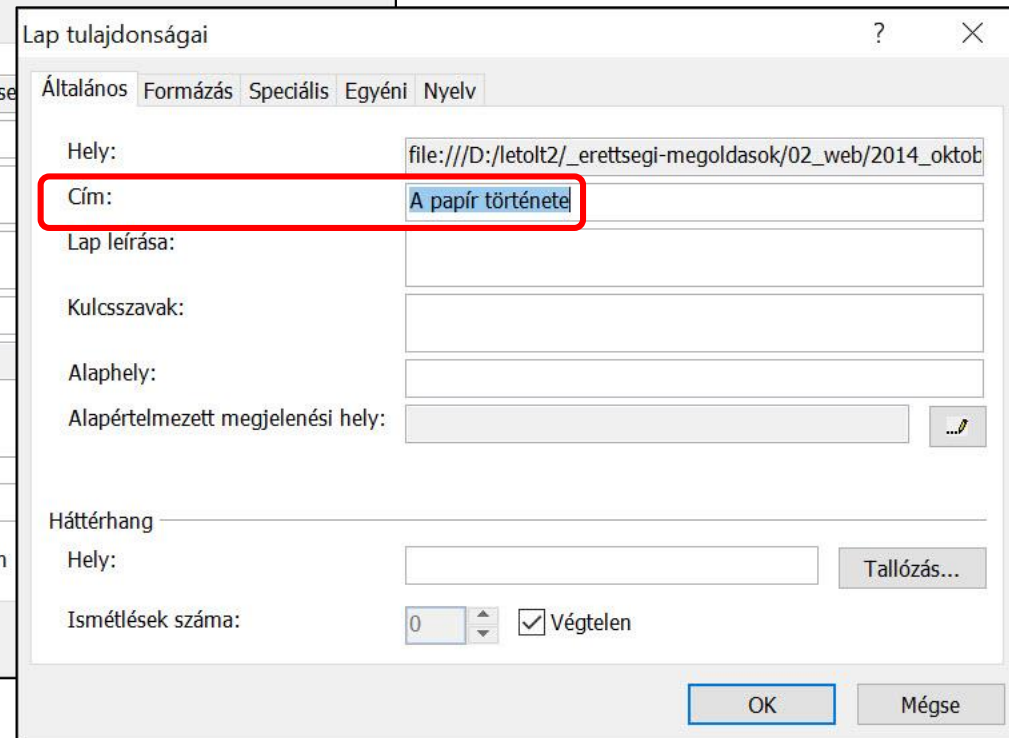 Lap tulajdonságai
?
se
Általános Formázás Speciális Egyéni Nyelv
Hely: file:///D:/letolt2/_erettsegi-megoldasok/02_web/2014_oktob
Cím: A papír története
Lap leírása:
Kulcsszavak:
Alaphely:
Alapértelmezett megjelenési hely: ...
Háttérhang
Hely: Tallózás...
Ismétlések száma: 0 Végtelen
OK Mégse